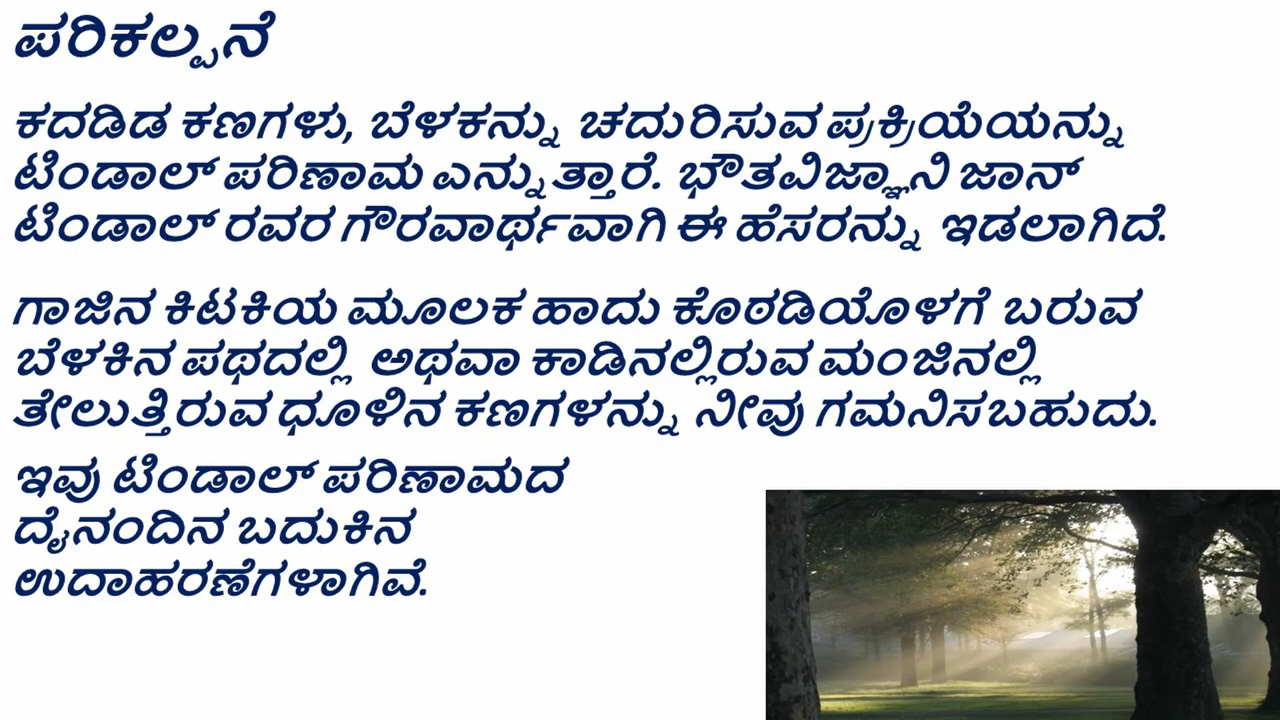 ಪರಿಕಲ್ಪನೆ
ಕದಡಿಡ ಕಣಗಳು, ಬೆಳಕನ್ನು ಚದುರಿಸುವ ಪ್ರಕ್ರಿಯೆಯನ್ನು
ಟಿಂಡಾಲ್ ಪರಿಣಾಮ ಎನ್ನುತ್ತಾರೆ. ಭೌತವಿಜ್ಞಾನಿ ಜಾನ್
ಟಿಂಡಾಲ್ ರವರ ಗೌರವಾರ್ಥವಾಗಿ ಈ ಹೆಸರನ್ನು ಇಡಲಾಗಿದೆ.
ಗಾಜಿನ ಕಿಟಕಿಯ ಮೂಲಕ ಹಾದು ಕೊಠಡಿಯೊಳಗೆ ಬರುವ
ಬೆಳಕಿನ ಪಥದಲ್ಲಿ ಅಥವಾ ಕಾಡಿನಲ್ಲಿರುವ ಮಂಜಿನಲ್ಲಿ
ತೇಲುತ್ತಿರುವ ಧೂಳಿನ ಕಣಗಳನ್ನು ನೀವು ಗಮನಿಸಬಹುದು.
ಇವು ಟಿಂಡಾಲ್ ಪರಿಣಾಮದ
ದೈನಂದಿನ ಬದುಕಿನ
ಉದಾಹರಣೆಗಳಾಗಿವೆ.